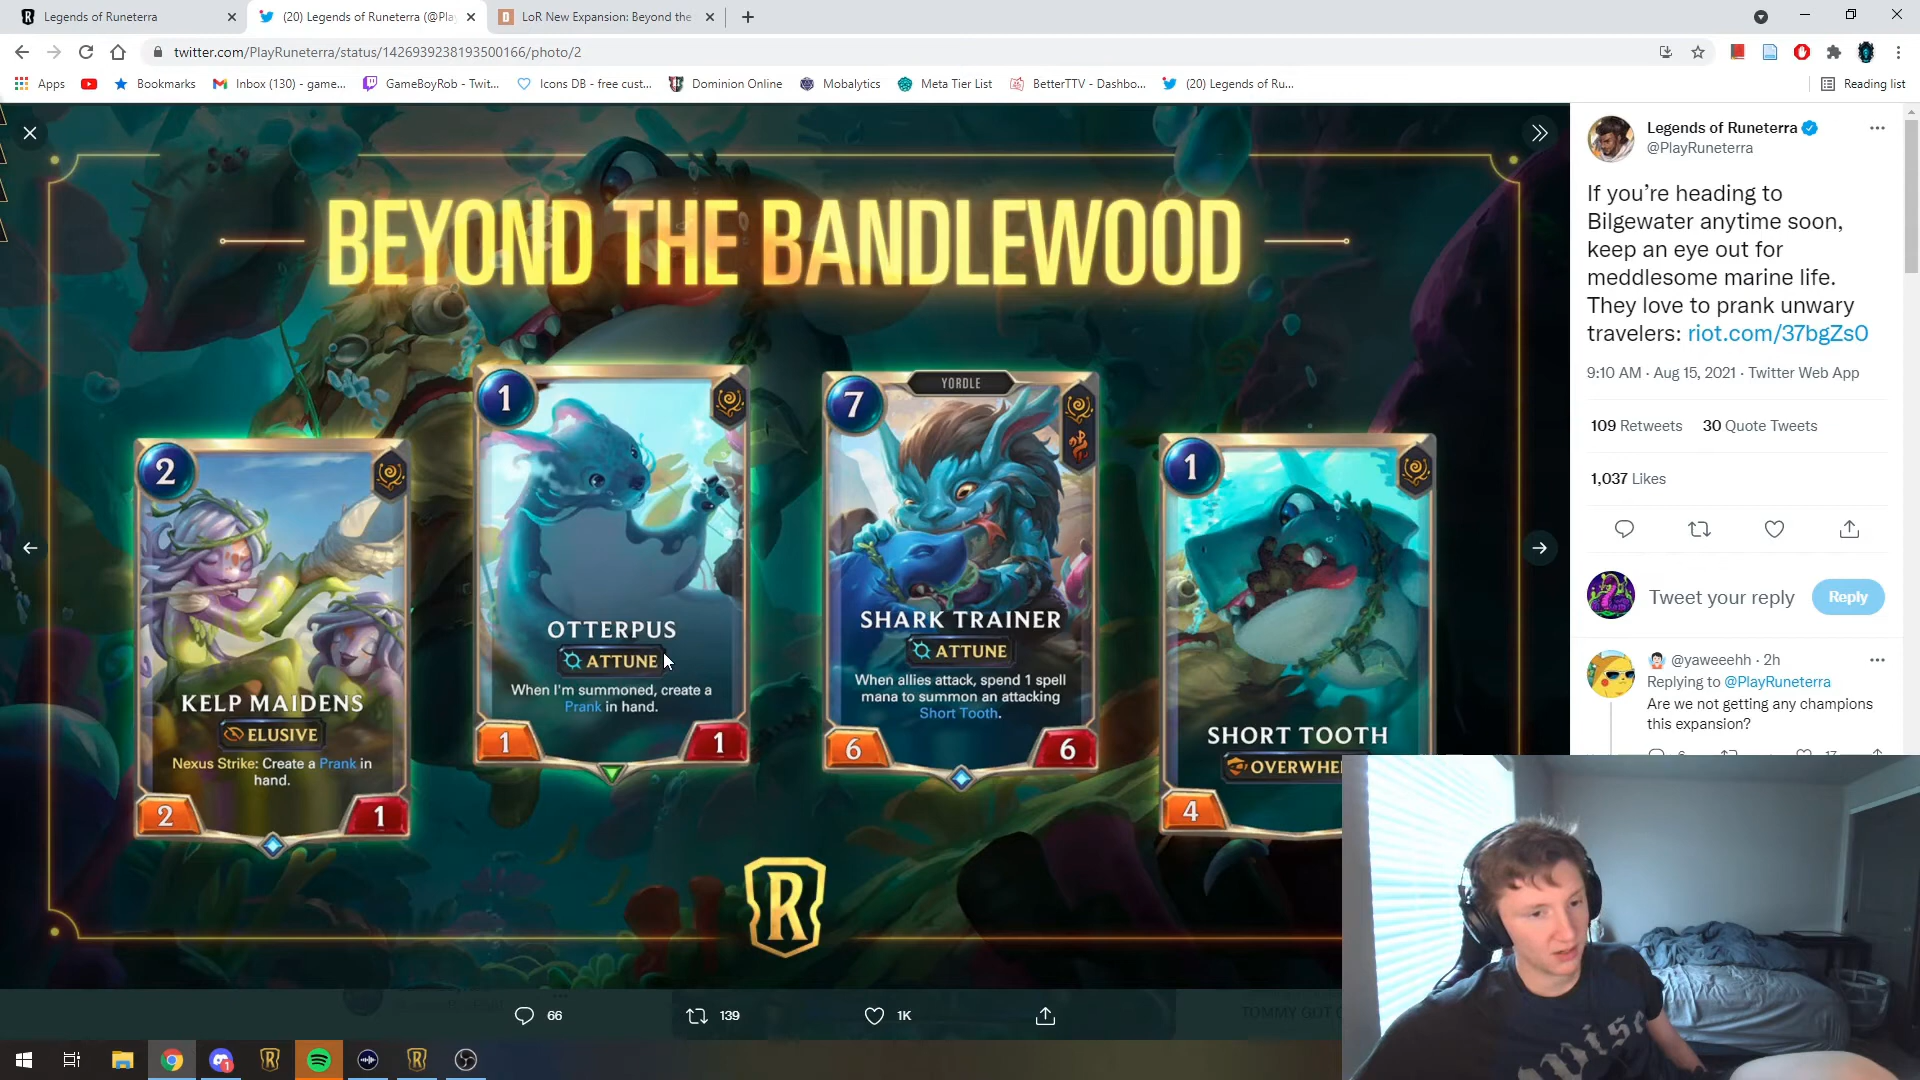 Legends of Runeterra
(20) Legends of Runeterra (@Play
LoR New Expansion: Beyond the
twitter.com/PlayRuneterra/status/1426939238193500166/photo/2
Apps
Bookmarks
Inbox (130) - game...
GameBoyRob - Twit...
Icons DB - free cust...
Dominion Online
Mobalytics
Meta Tier List
BetterTTV - Dashbo...
(20) Legends of Ru...
Reading list
BEYOND THE BANDLEWOOD
2
KELP MAIDENS
ELUSIVE
Nexus Strike: Create a Prank in
hand.
2
1
1
OTTERPUS
ATTUNE
When I'm summoned, create a
Prank in hand.
1
1
YORDLE
7
SHARK TRAINER
ATTUNE
When allies attack, spend 1 spell
mana to summon an attacking
Short Tooth.
6
6
1
SHORT TOOTH
OVERWHE
4
R
66
139
1K
Legends of Runeterra
@PlayRuneterra
If you're heading to
Bilgewater anytime soon,
keep an eye out for
meddlesome marine life.
They love to prank unwary
travelers: riot.com/37bgZs0
9:10 AM · Aug 15, 2021 · Twitter Web App
109 Retweets 30 Quote Tweets
1,037 Likes
Tweet your reply
Reply
@yaweeehh · 2h
Replying to @PlayRuneterra
Are we not getting any champions
this expansion?